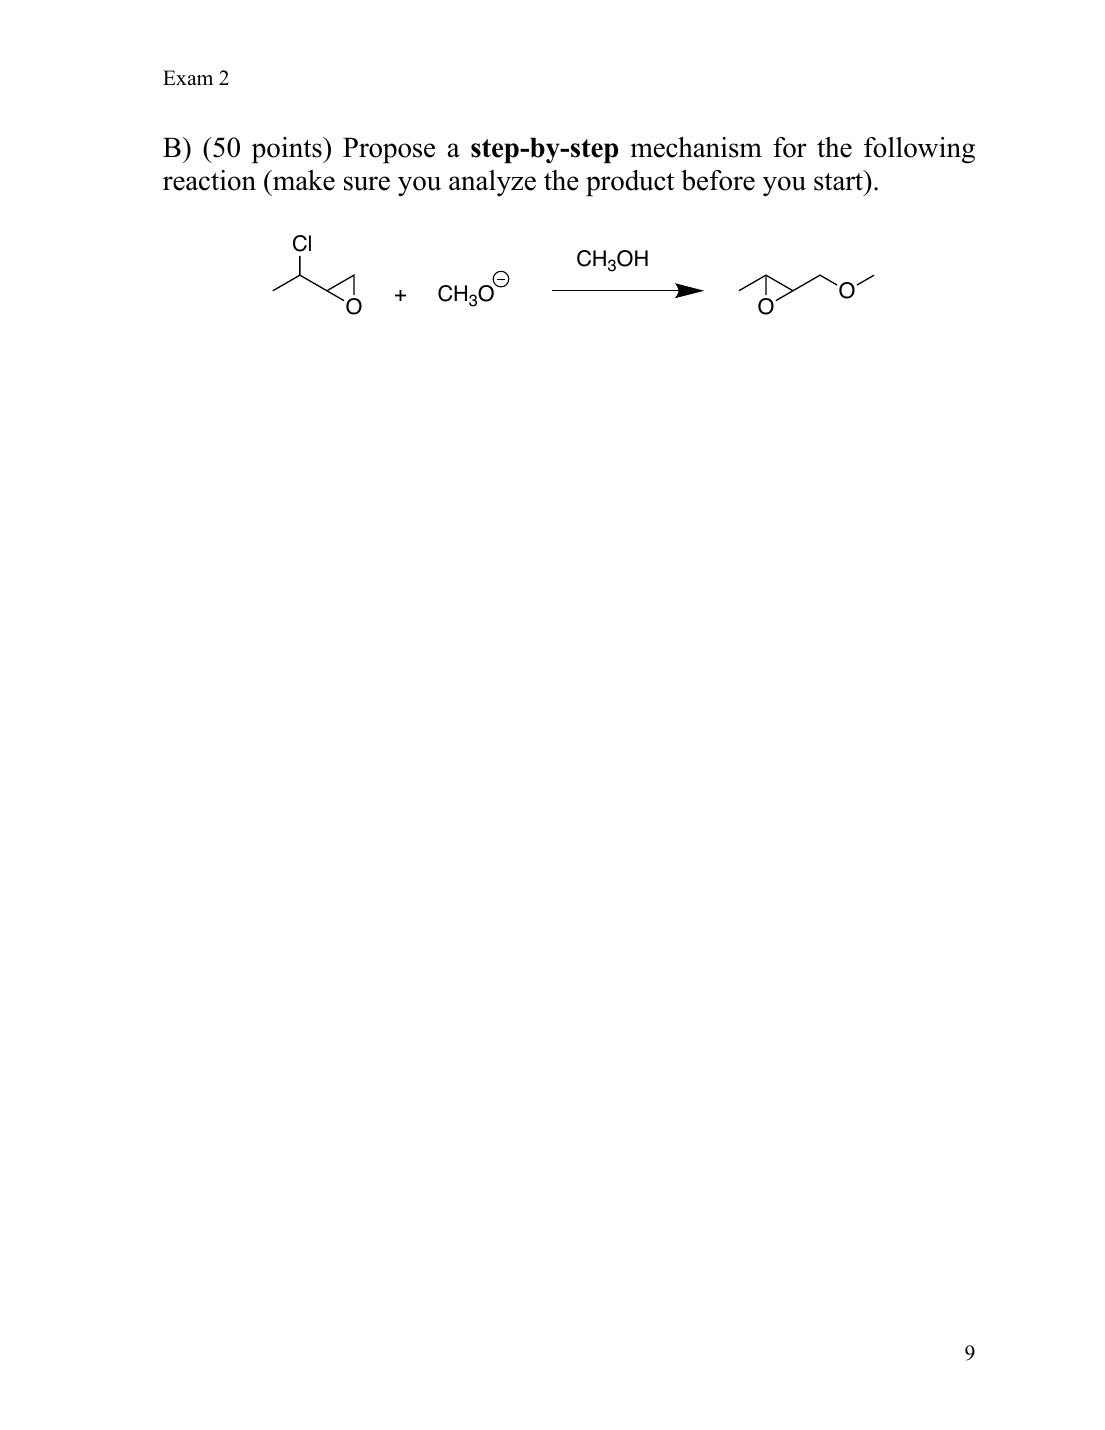 Exam 2
B) (50 points) Propose a step-by-step mechanism for the following
reaction (make sure you analyze the product before you start).
Cl
CH₃OH
O + CH₃O⊖ O O
9